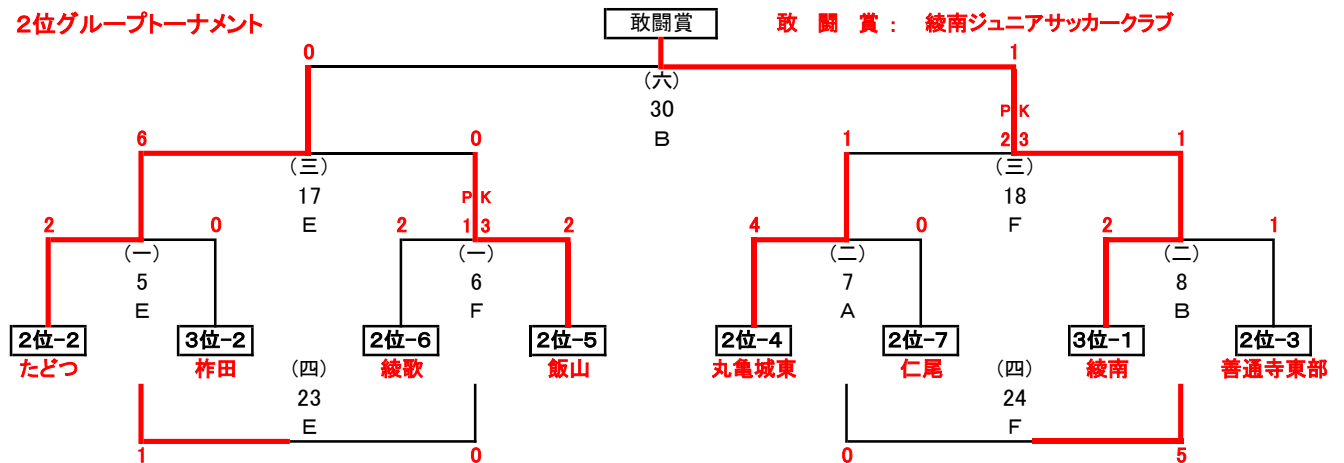 2位グループトーナメント
敢闘賞
敢 闘 賞 : 綾南ジュニアサッカークラブ
0
1
(六)
30
B
6
0
1
P K
2 3
1
(三)
17
E
(三)
18
F
2
0
2
P K
1 3
2
4
0
2
1
(一)
5
E
(一)
6
F
(二)
7
A
(二)
8
B
2位-2
3位-2
2位-6
2位-5
2位-4
2位-7
3位-1
2位-3
たどつ
柞田
綾歌
飯山
丸亀城東
仁尾
綾南
善通寺東部
(四)
23
E
(四)
24
F
1
0
0
5